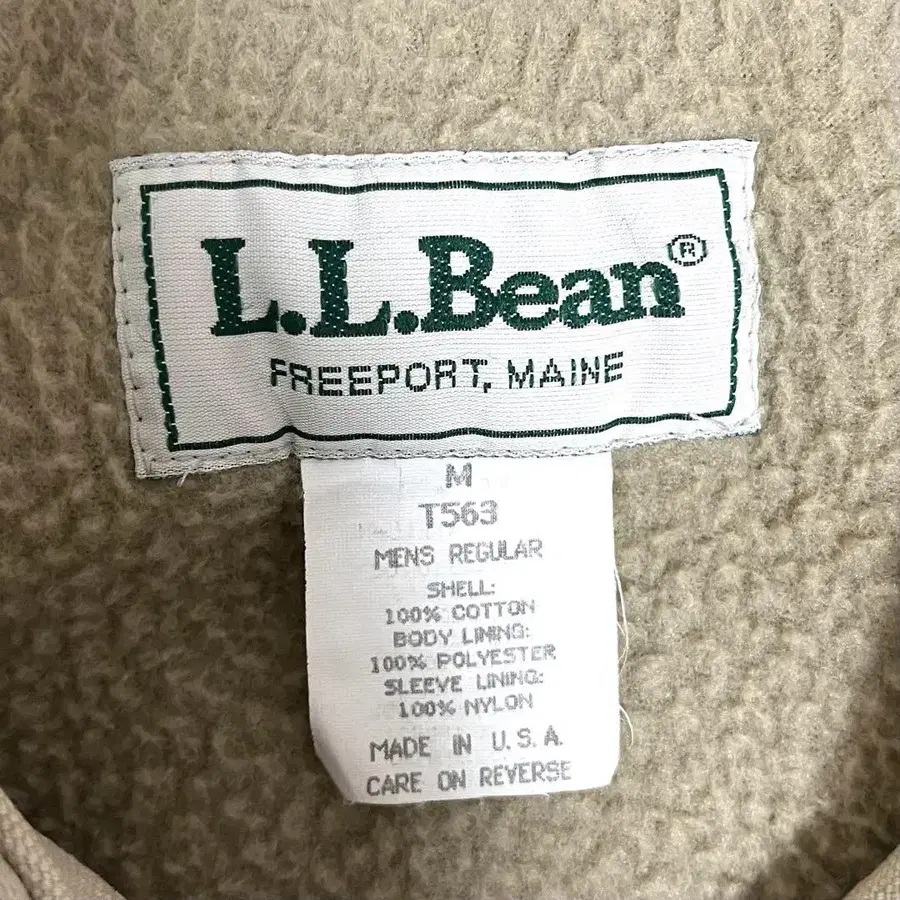 L.L.Bean®
FREEPORT, MAINE
M
T563
MENS REGULAR
SHELL:
100% COTTON
BODY LINING:
100% POLYESTER
SLEEVE LINING:
100% NYLON
MADE IN U.S.A.
CARE ON REVERSE